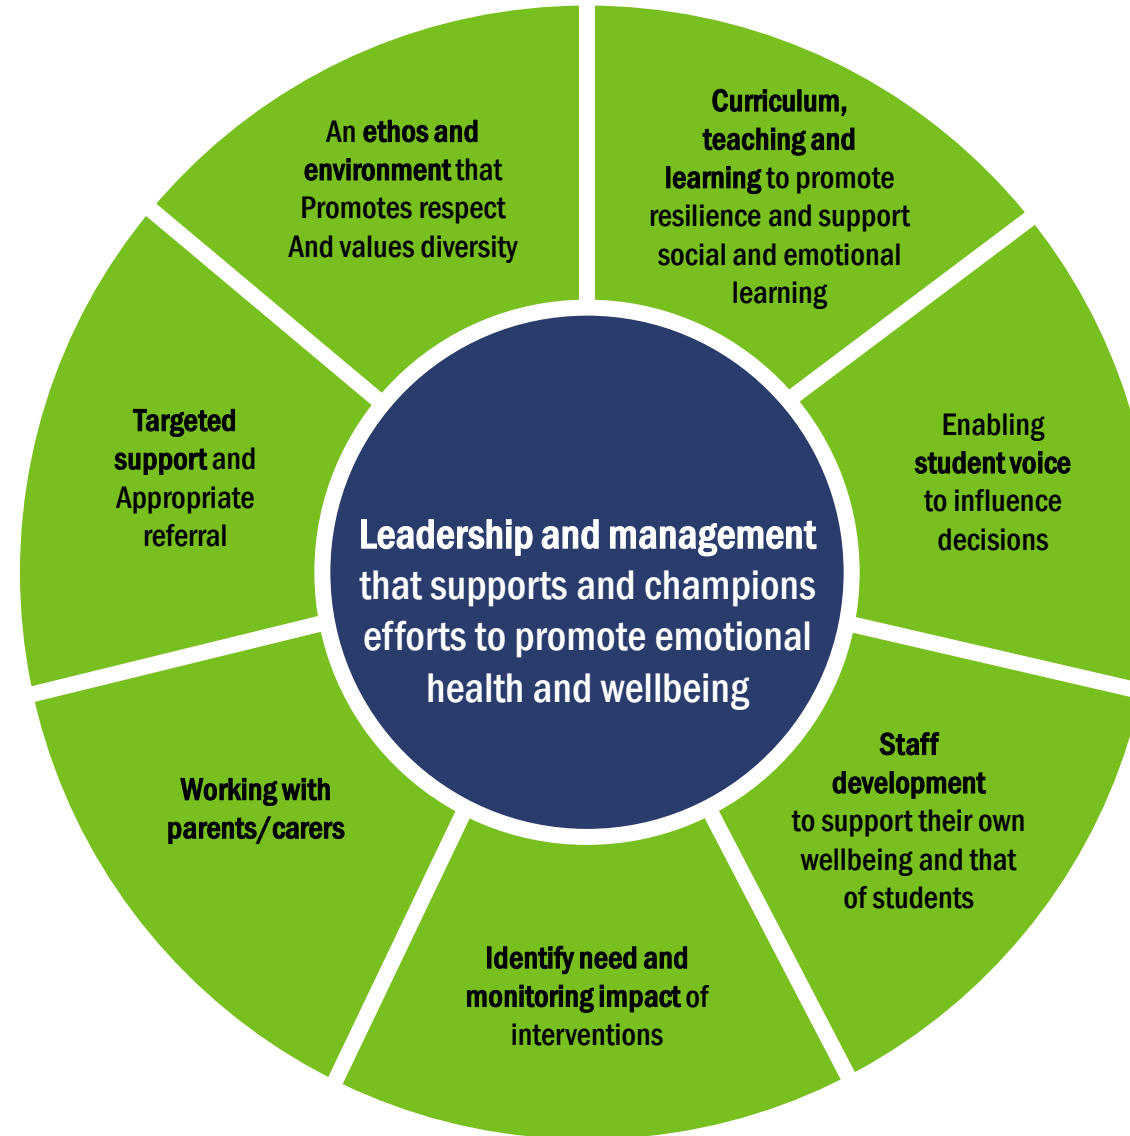 An ethos and
environment that
Promotes respect
And values diversity
Curriculum,
teaching and
learning to promote
resilience and support
social and emotional
learning
Enabling
student voice
to influence
decisions
Staff
development
to support their own
wellbeing and that
of students
Identify need and
monitoring impact of
interventions
Working with
parents/carers
Targeted
support and
Appropriate
referral
Leadership and management
that supports and champions
efforts to promote emotional
health and wellbeing